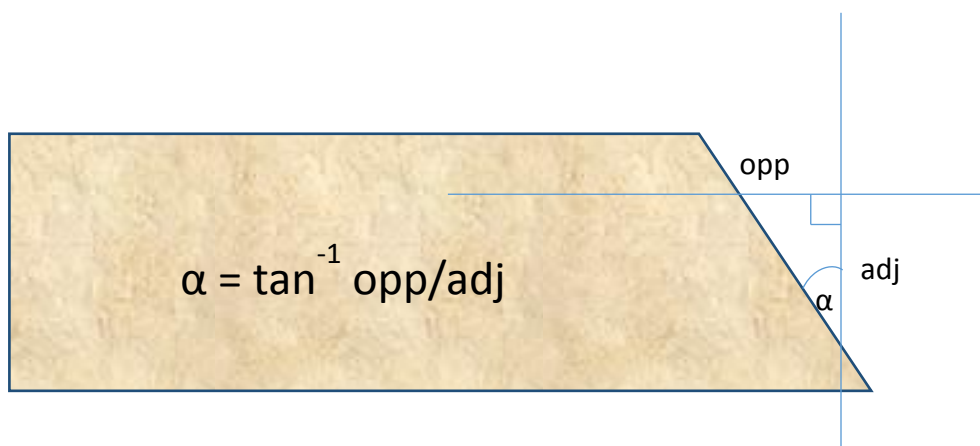 opp
adj
α
α = tan⁻¹ opp/adj